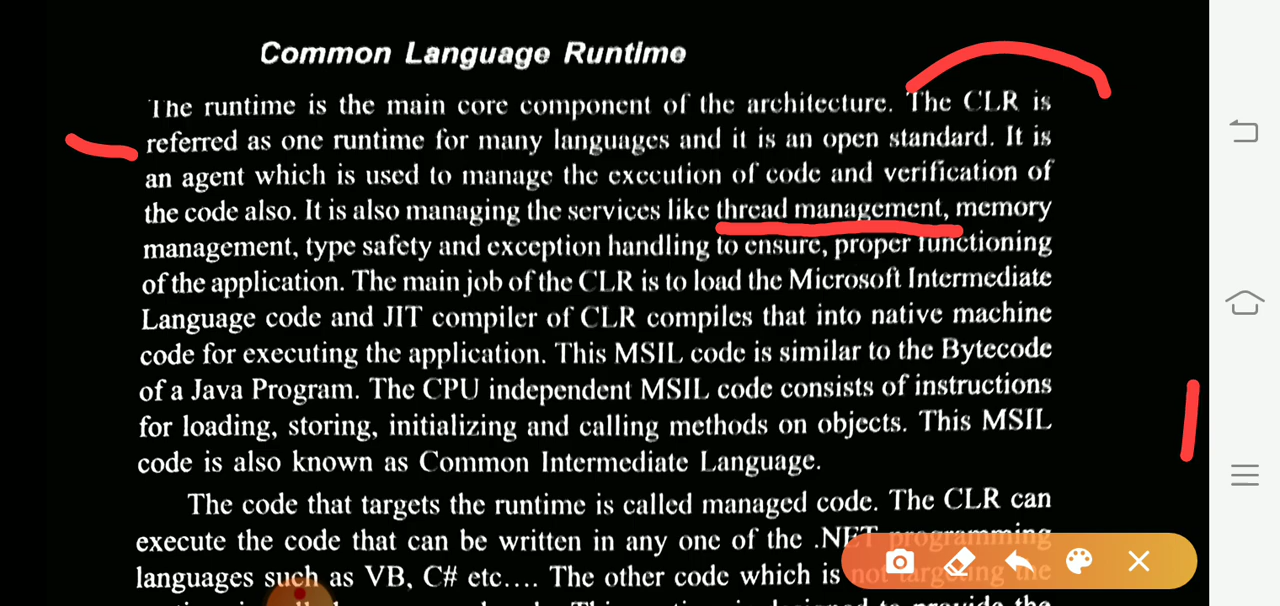 Common Language Runtime
The runtime is the main core component of the architecture. The CLR is
referred as one runtime for many languages and it is an open standard. It is
an agent which is used to manage the execution of code and verification of
the code also. It is also managing the services like thread management, memory
management, type safety and exception handling to ensure, proper functioning
of the application. The main job of the CLR is to load the Microsoft Intermediate
Language code and JIT compiler of CLR compiles that into native machine
code for executing the application. This MSIL code is similar to the Bytecode
of a Java Program. The CPU independent MSIL code consists of instructions
for loading, storing, initializing and calling methods on objects. This MSIL
code is also known as Common Intermediate Language.
The code that targets the runtime is called managed code. The CLR can
execute the code that can be written in any one of the .NET programming
languages such as VB, C# etc.... The other code which is not targeting the